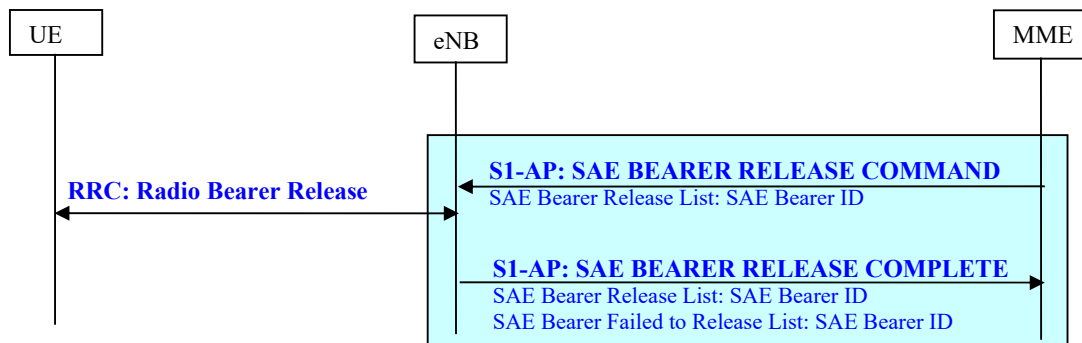 UE
eNB
MME
S1-AP: SAE BEARER RELEASE COMMAND
SAE Bearer Release List: SAE Bearer ID
RRC: Radio Bearer Release
S1-AP: SAE BEARER RELEASE COMPLETE
SAE Bearer Release List: SAE Bearer ID
SAE Bearer Failed to Release List: SAE Bearer ID